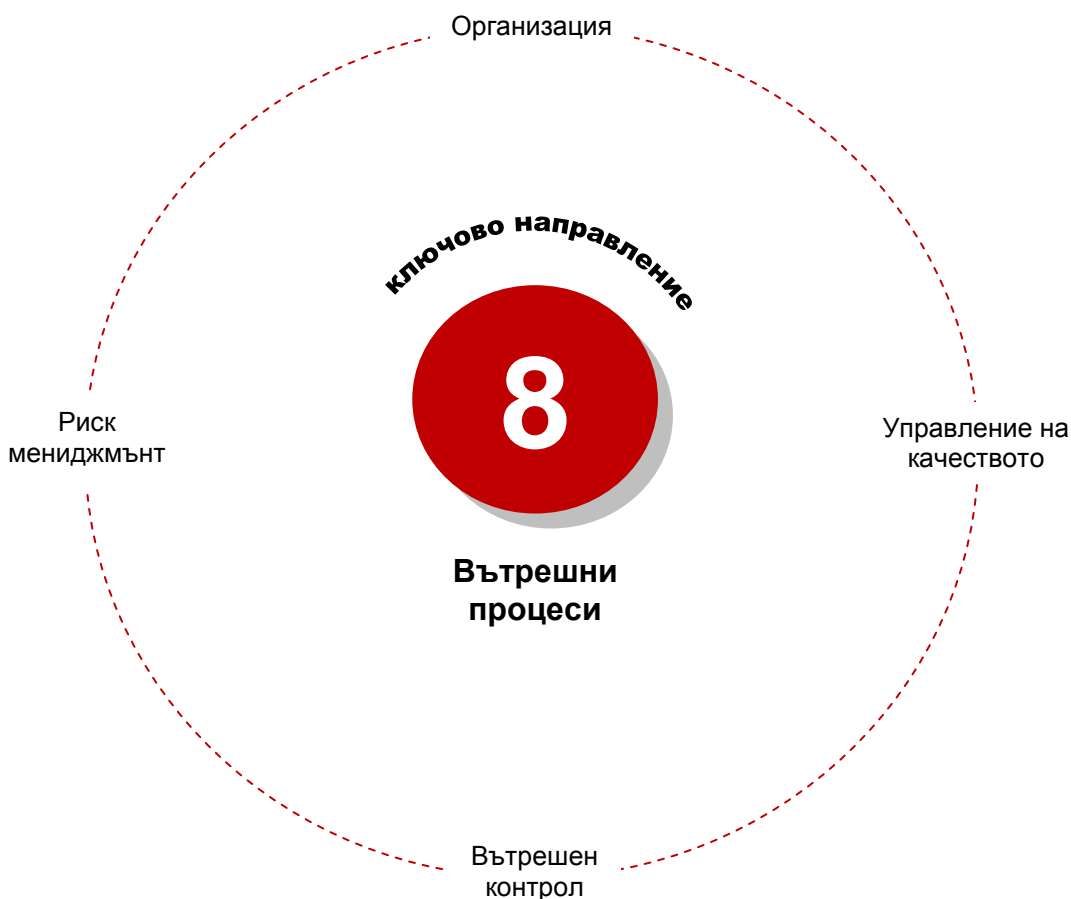 Организация
ключово направление
8
Риск
мениджмънт
Управление на
качеството
Вътрешни
процеси
Вътрешен
контрол